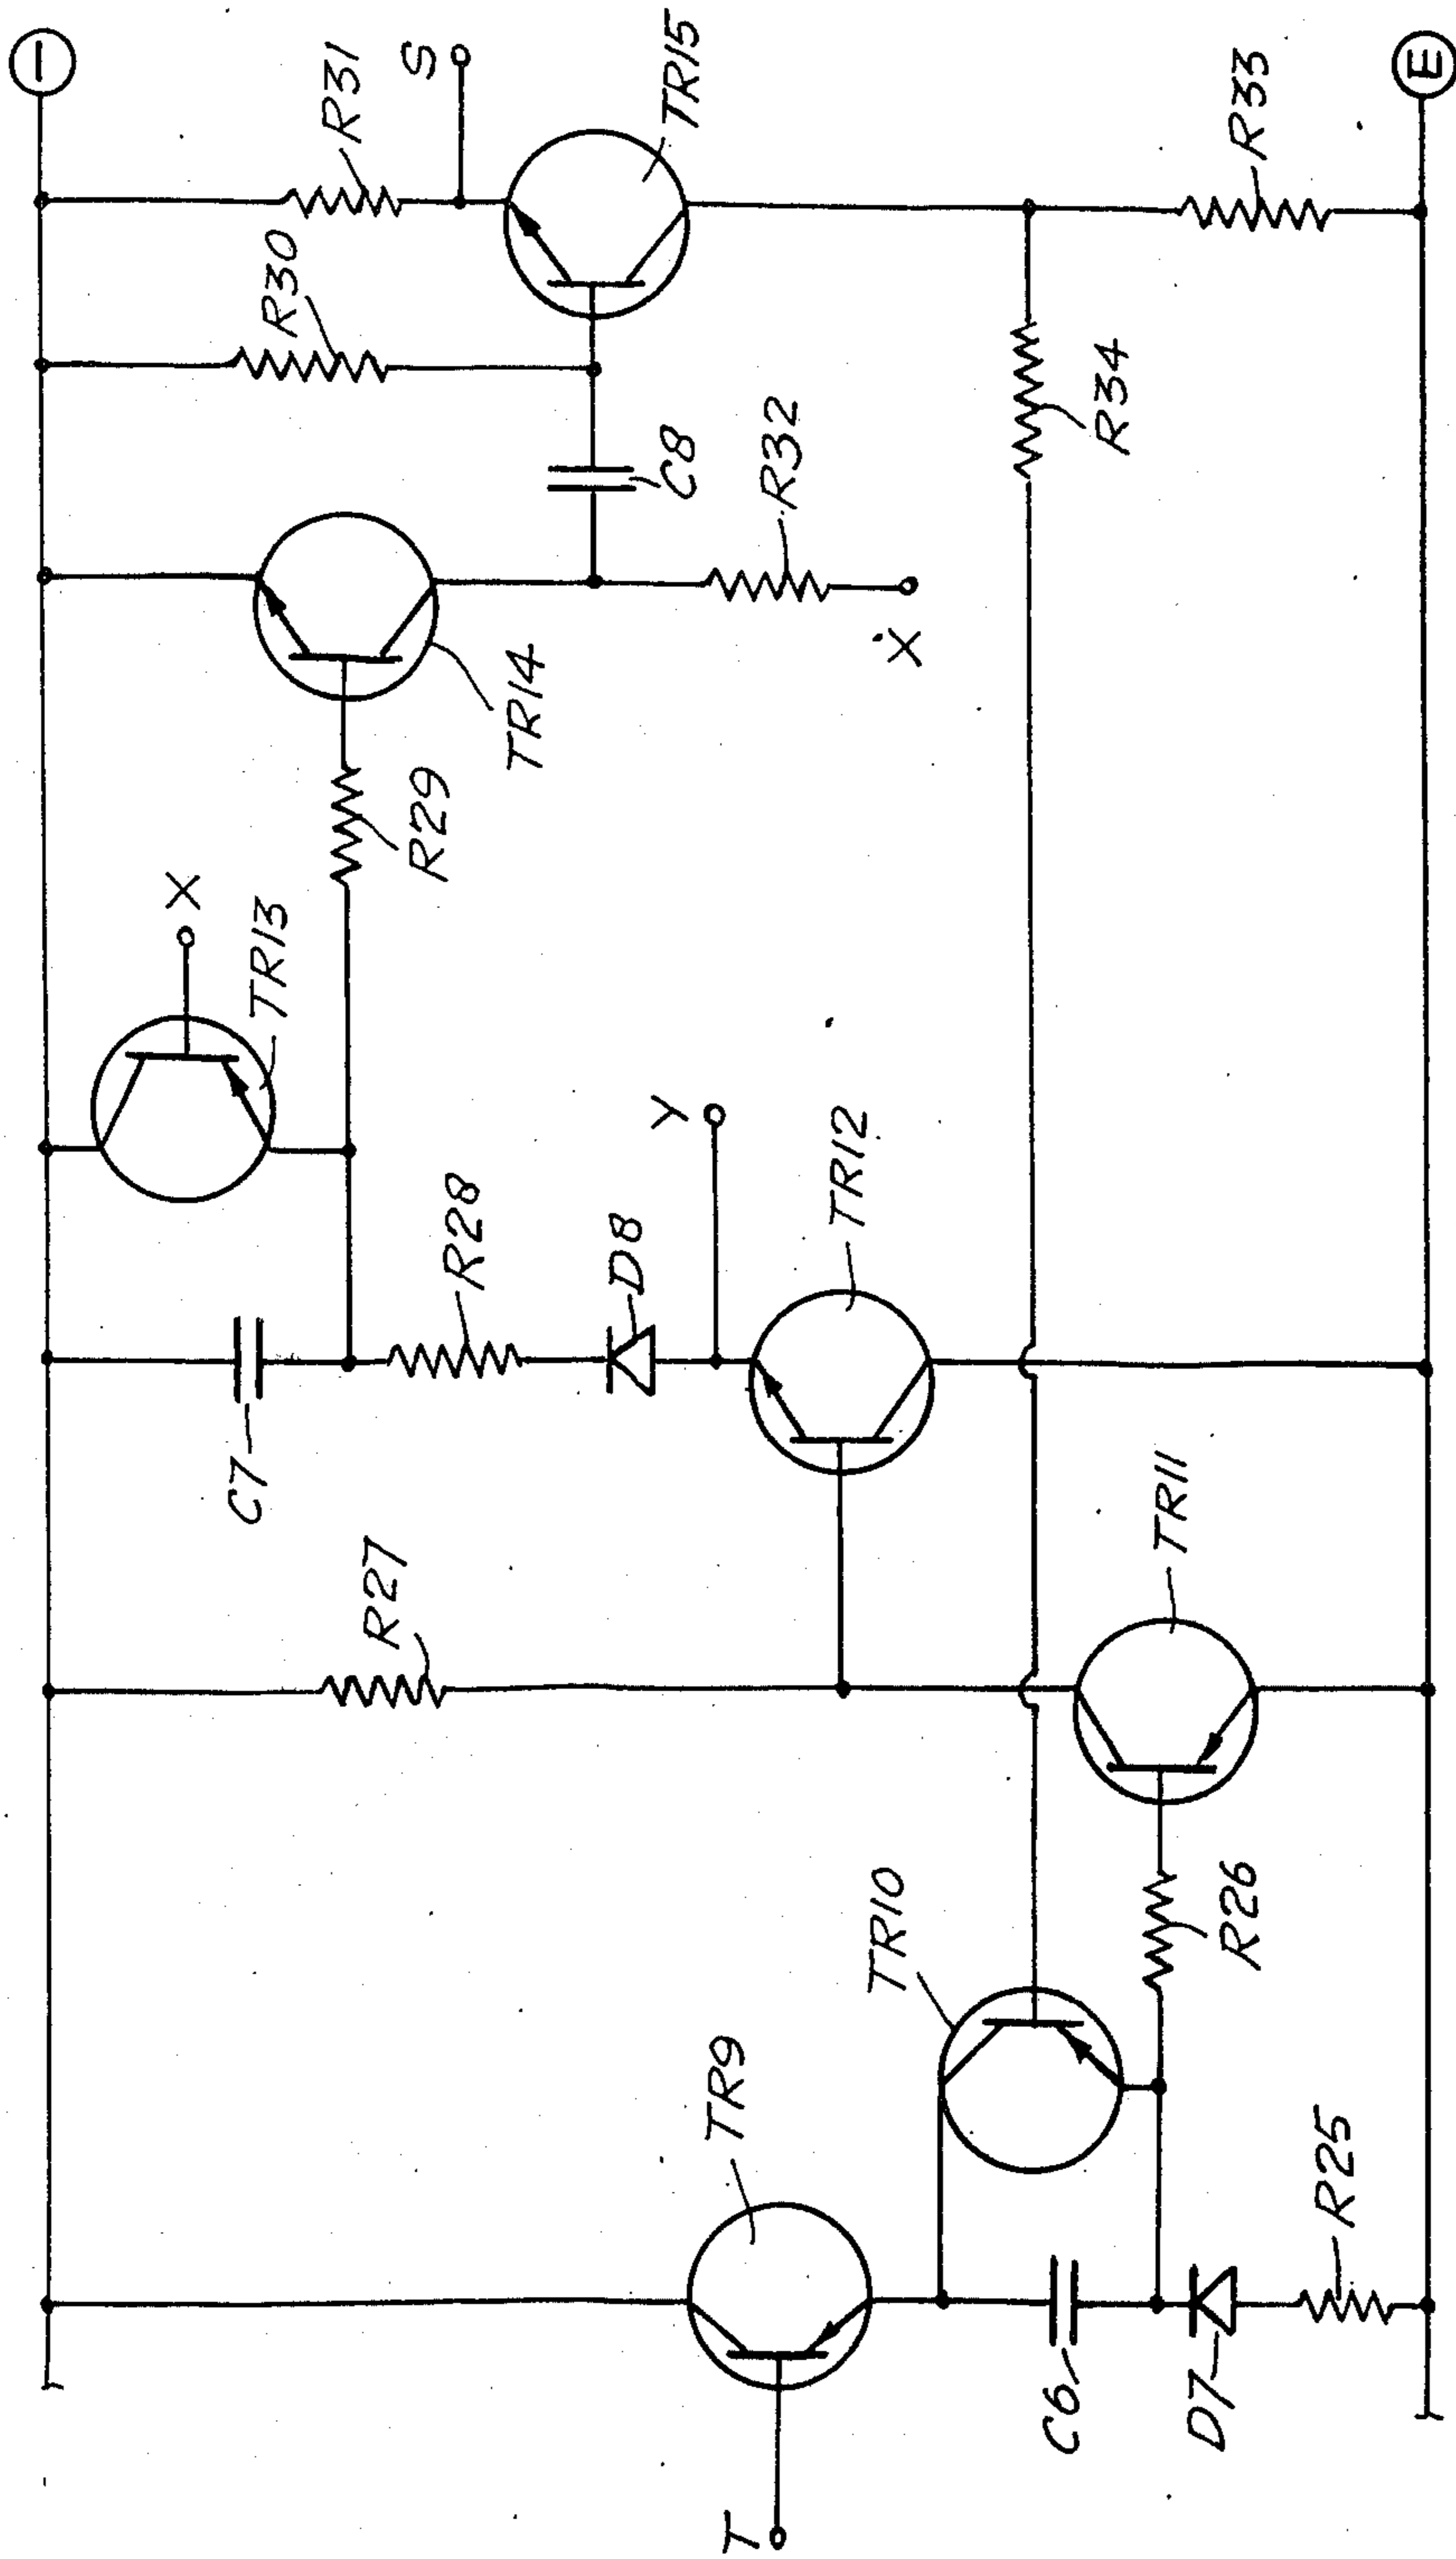 −
R31
S
R30
X
C7
TR13
R27
R29
R28
TR15
TR14
D8
C8
Y
T
TR9
R32
TR12
TR10
X
C6
R34
TR11
D7
R26
R33
R25
E